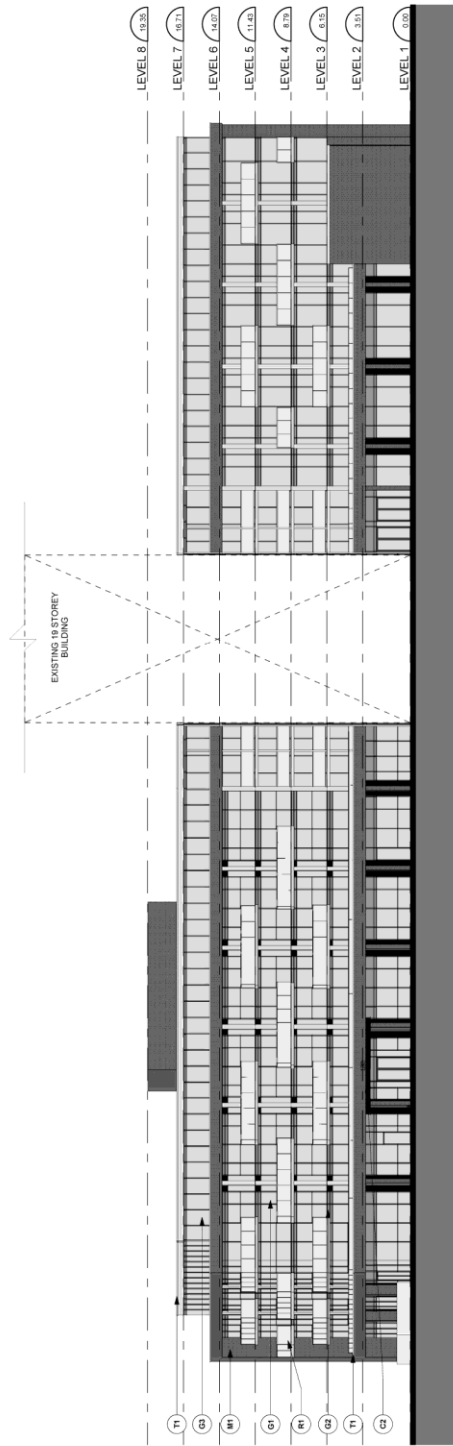 LEVEL 8 19.35
LEVEL 7 16.71
LEVEL 6 14.07
LEVEL 5 11.43
LEVEL 4 8.79
LEVEL 3 6.15
LEVEL 2 3.51
LEVEL 1 0.00
EXISTING 19 STOREY
BUILDING
T1
G3
M1
G1
R1
G2
T1
C2